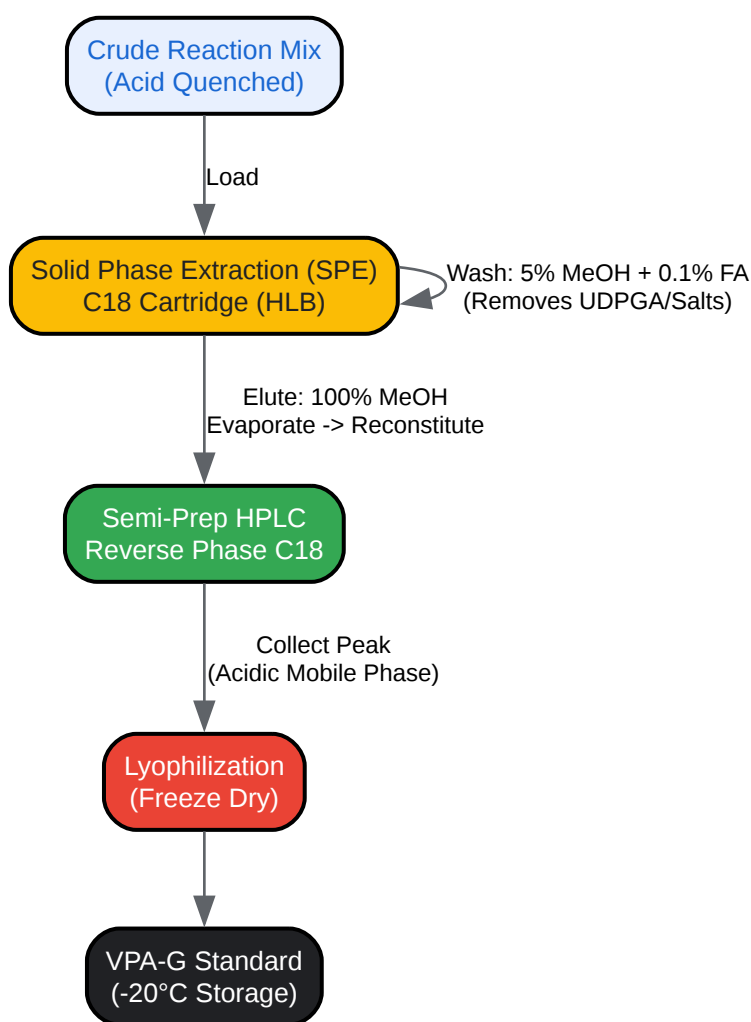 Crude Reaction Mix
(Acid Quenched)
Load
Solid Phase Extraction (SPE)
C18 Cartridge (HLB)
Wash: 5% MeOH + 0.1% FA
(Removes UDPGA/Salts)
Elute: 100% MeOH
Evaporate -> Reconstitute
Semi-Prep HPLC
Reverse Phase C18
Collect Peak
(Acidic Mobile Phase)
Lyophilization
(Freeze Dry)
VPA-G Standard
(-20°C Storage)